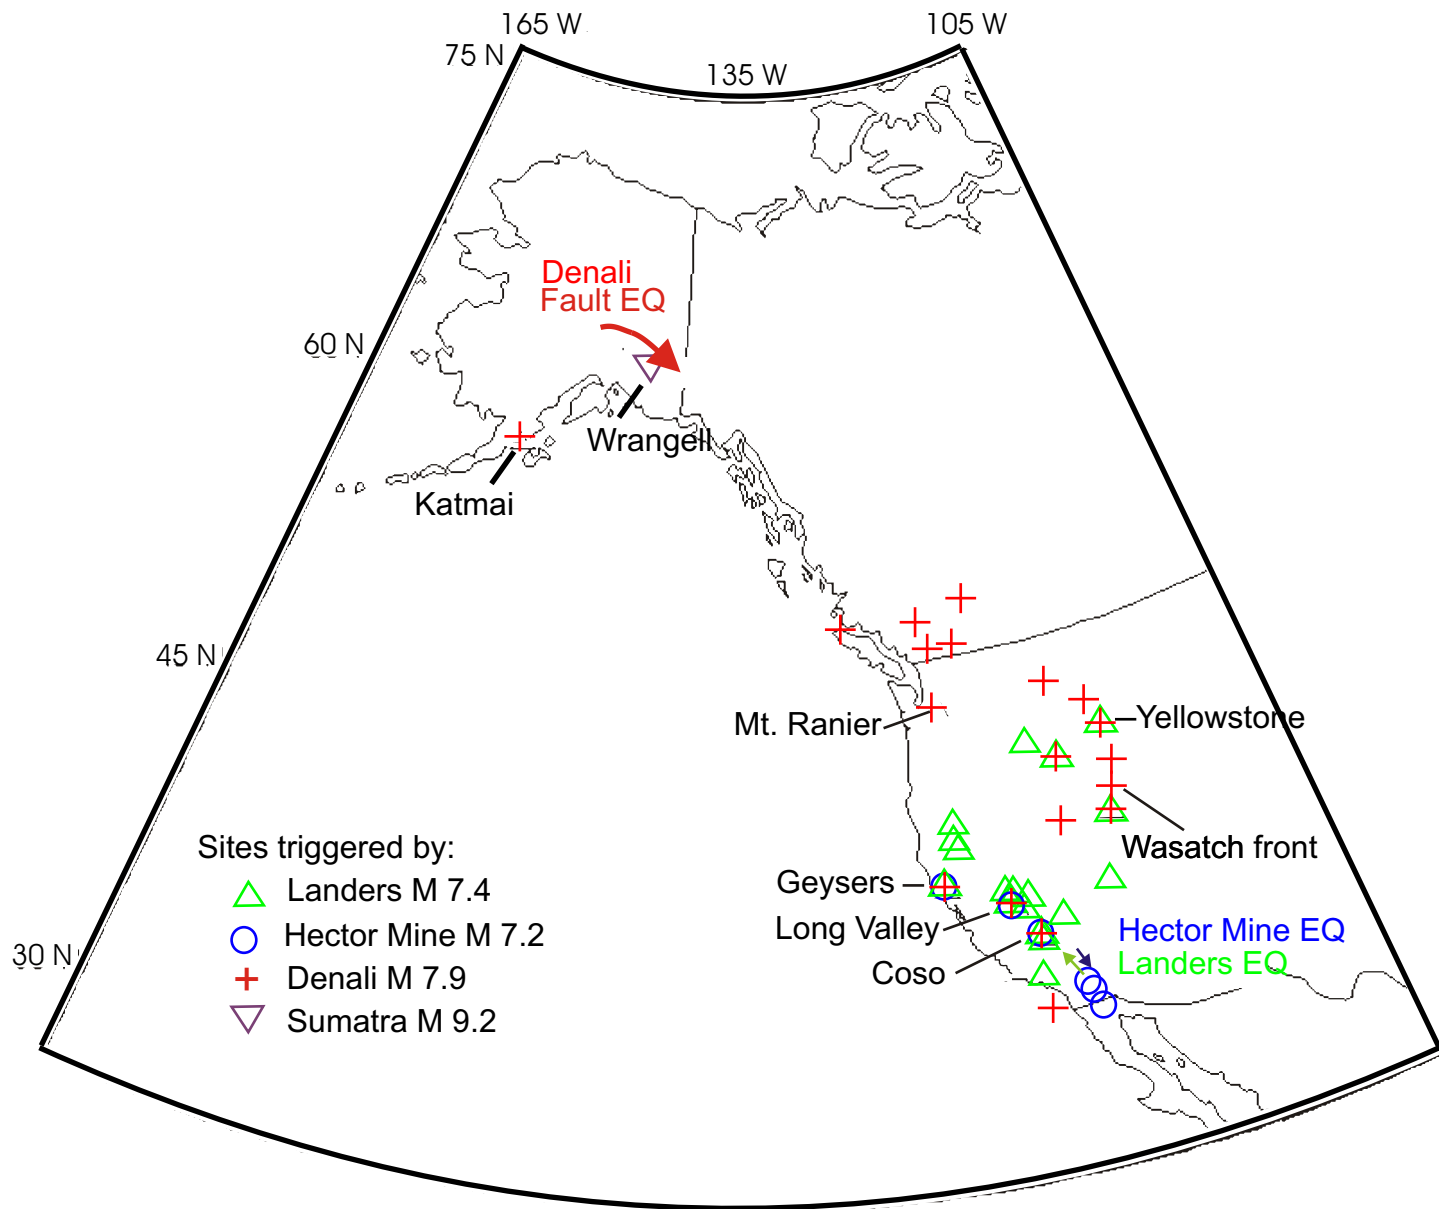 165 W
105 W
75 N
135 W
Denali
Fault EQ
60 N
Wrangell
Katmai
45 N
Mt. Ranier
Yellowstone
Sites triggered by:
Wasatch front
Landers M 7.4
Geysers
Long Valley
Hector Mine M 7.2
Hector Mine EQ
30 N
Landers EQ
Coso
Denali M 7.9
Sumatra M 9.2